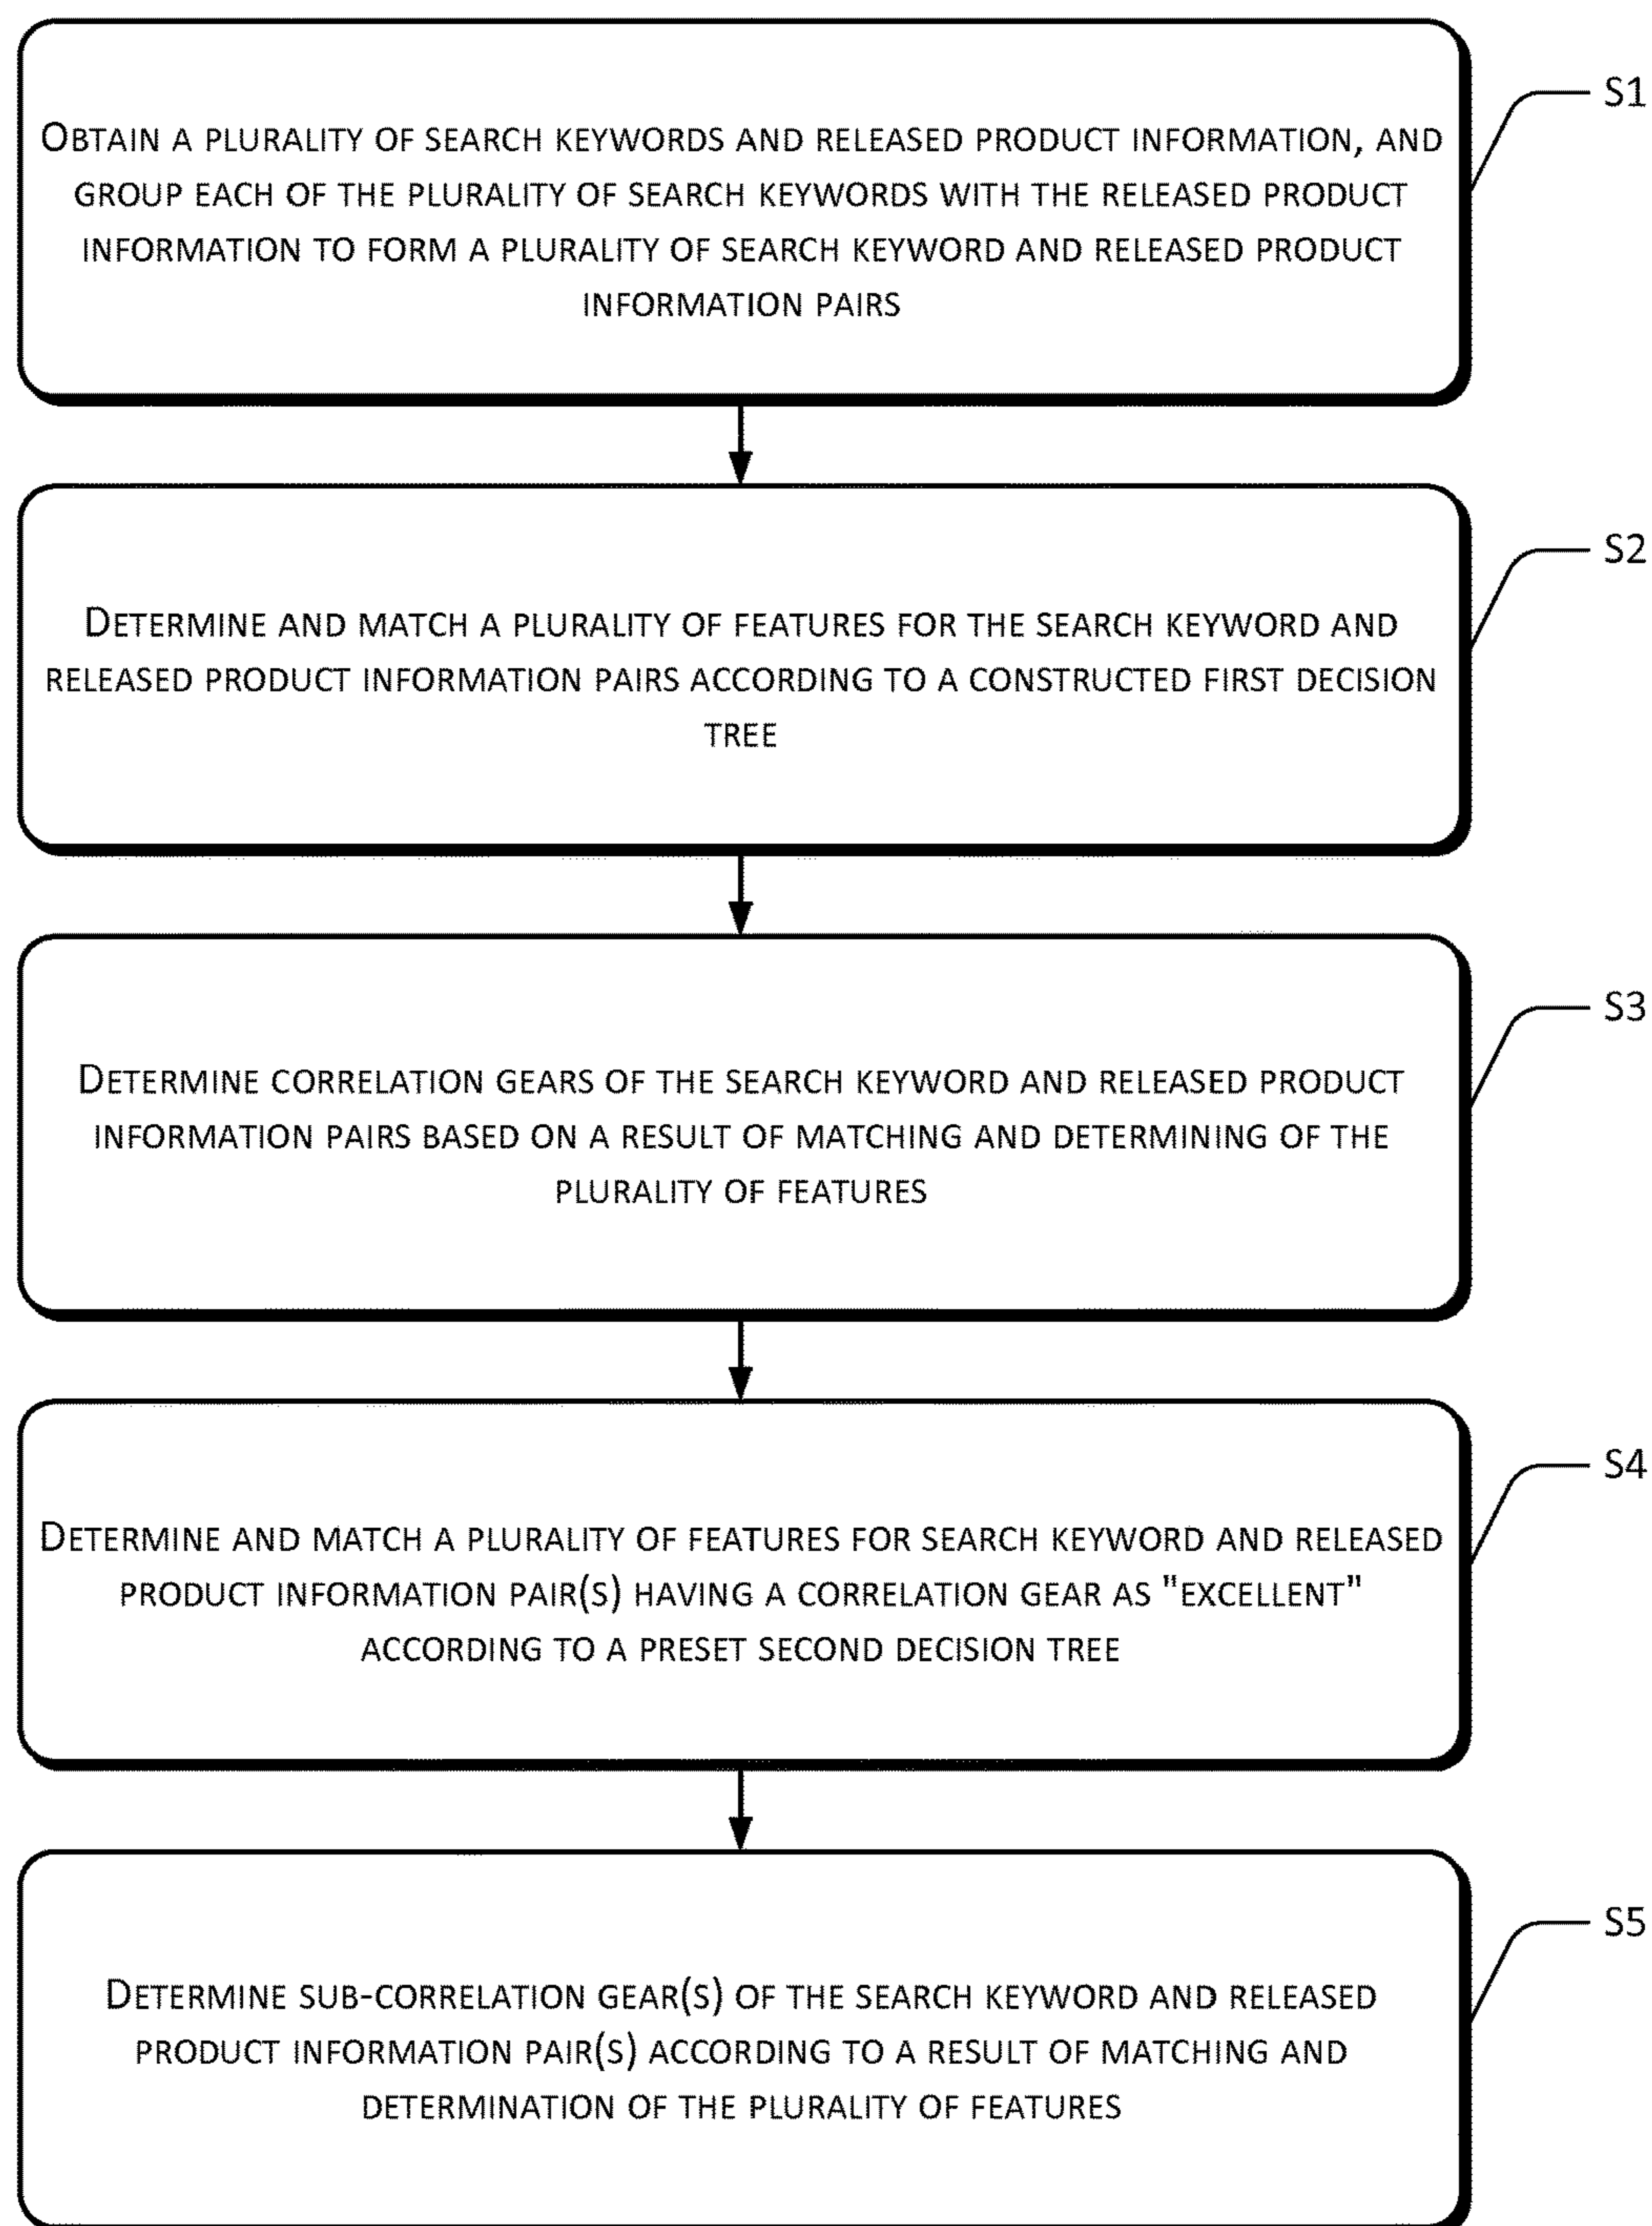 OBTAIN A PLURALITY OF SEARCH KEYWORDS AND RELEASED PRODUCT INFORMATION, AND
GROUP EACH OF THE PLURALITY OF SEARCH KEYWORDS WITH THE RELEASED PRODUCT
INFORMATION TO FORM A PLURALITY OF SEARCH KEYWORD AND RELEASED PRODUCT
INFORMATION PAIRS
S1
DETERMINE AND MATCH A PLURALITY OF FEATURES FOR THE SEARCH KEYWORD AND
RELEASED PRODUCT INFORMATION PAIRS ACCORDING TO A CONSTRUCTED FIRST DECISION
TREE
S2
DETERMINE CORRELATION GEARS OF THE SEARCH KEYWORD AND RELEASED PRODUCT
INFORMATION PAIRS BASED ON A RESULT OF MATCHING AND DETERMINING OF THE
PLURALITY OF FEATURES
S3
DETERMINE AND MATCH A PLURALITY OF FEATURES FOR SEARCH KEYWORD AND RELEASED
PRODUCT INFORMATION PAIR(S) HAVING A CORRELATION GEAR AS "EXCELLENT"
ACCORDING TO A PRESET SECOND DECISION TREE
S4
DETERMINE SUB-CORRELATION GEAR(S) OF THE SEARCH KEYWORD AND RELEASED
PRODUCT INFORMATION PAIR(S) ACCORDING TO A RESULT OF MATCHING AND
DETERMINATION OF THE PLURALITY OF FEATURES
S5